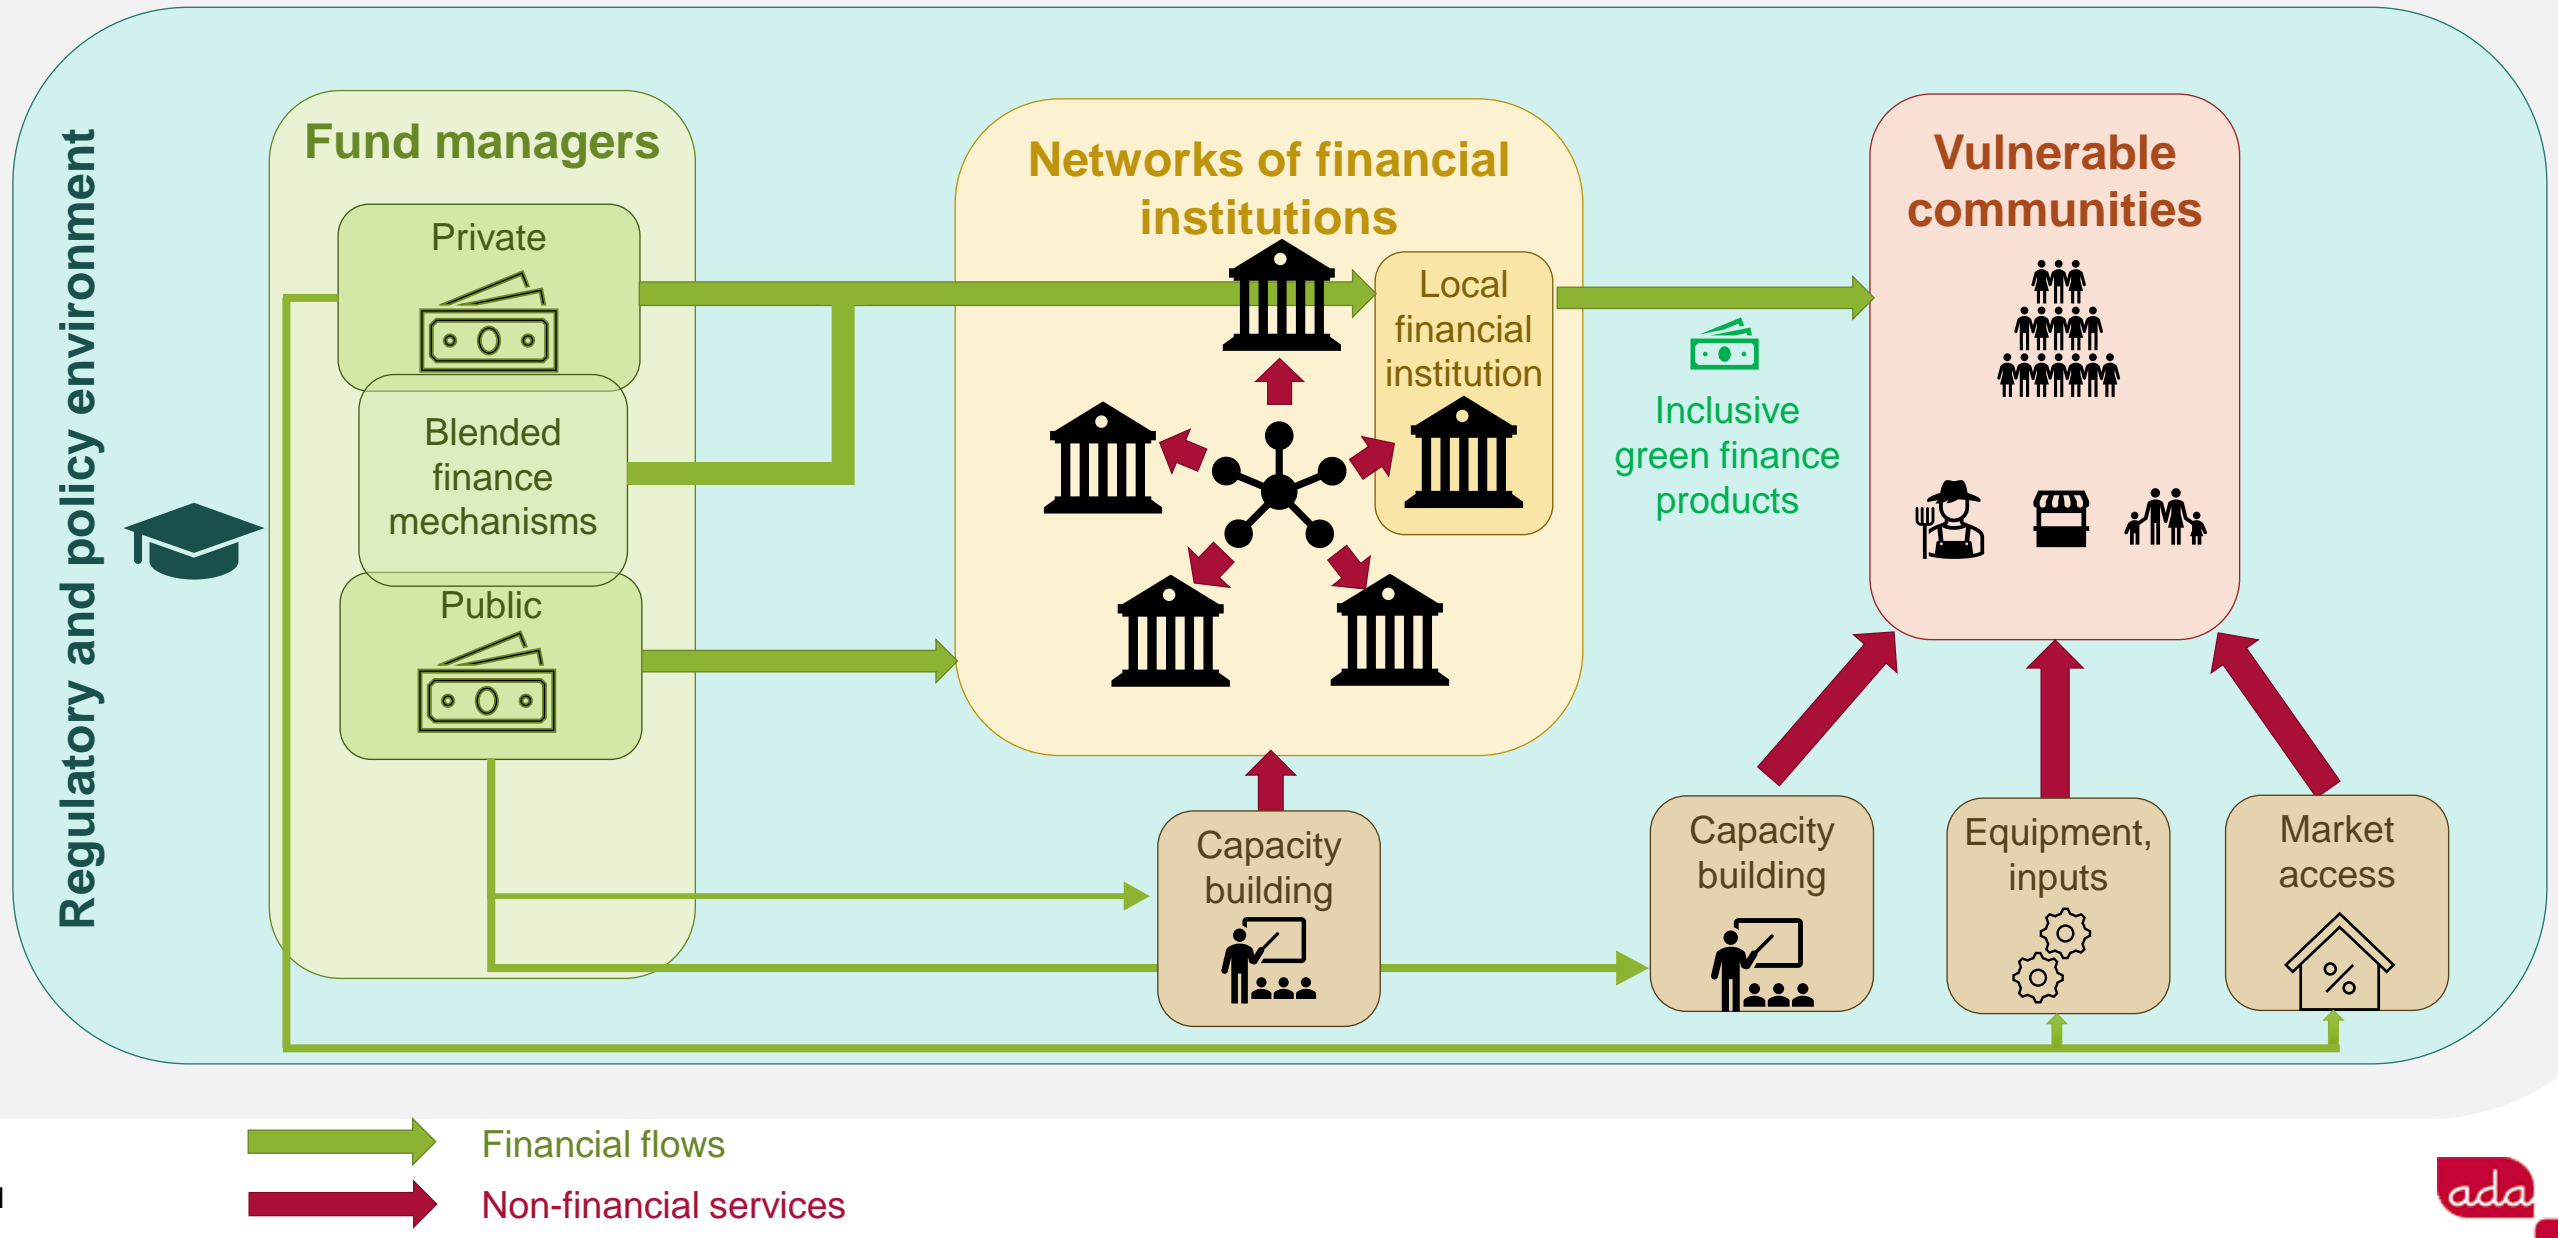 Regulatory and policy environment
Fund managers
Private
Blended
finance
mechanisms
Public
Networks of financial
institutions
Local
financial
institution
Inclusive
green finance
products
Vulnerable
communities
Capacity
building
Capacity
building
Equipment,
inputs
Market
access
%
Financial flows
Non-financial services
ada